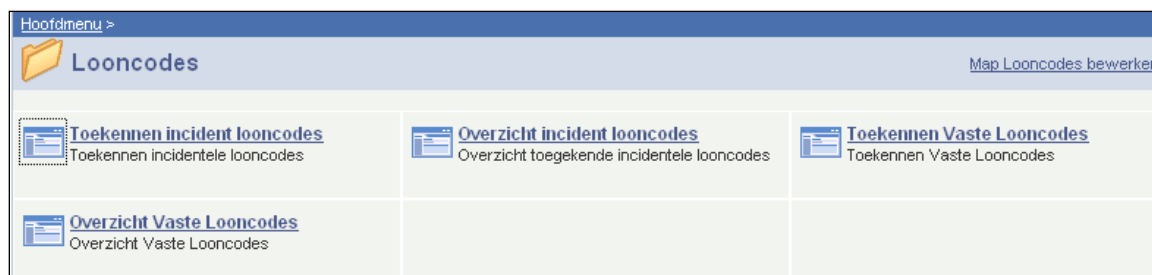 Hoofdmenu >
Looncodes
Map Looncodes bewerken
Toekennen incident looncodes
Toekennen incidentele looncodes
Overzicht incident looncodes
Overzicht toegekende incidentele looncodes
Toekennen Vaste Looncodes
Toekennen Vaste Looncodes
Overzicht Vaste Looncodes
Overzicht Vaste Looncodes